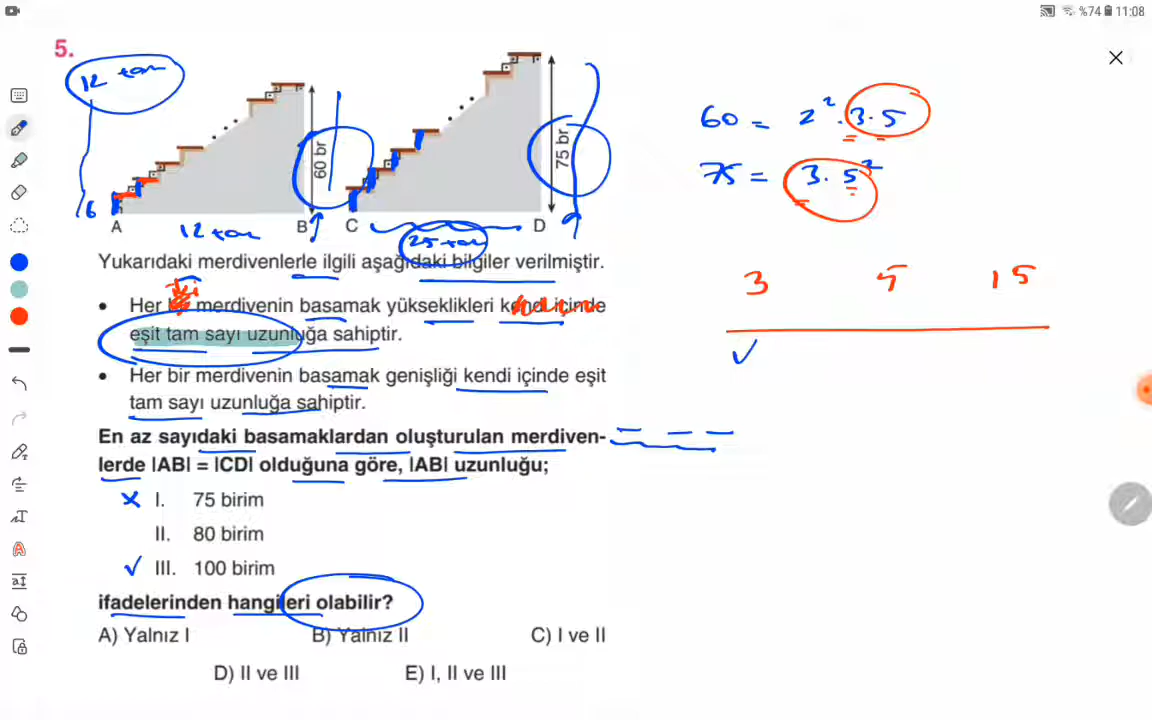 %74 11:08
5.
12 tan
60 br
75 br
6
A
12 tan
B
C
25 tan
D
60 = 2². 3. 5
75 = 3. 5²
3 5 15
Yukarıdaki merdivenlerle ilgili aşağıdaki bilgiler verilmiştir.
• Her merdivenin basamak yükseklikleri kendi içinde
eşit tam sayı uzunluğa sahiptir.
• Her bir merdivenin basamak genişliği kendi içinde eşit
tam sayı uzunluğa sahiptir.
En az sayıdaki basamaklardan oluşturulan merdiven-
lerde |AB| = |CD| olduğuna göre, |AB| uzunluğu;
I. 75 birim
II. 80 birim
III. 100 birim
ifadelerinden hangileri olabilir?
A) Yalnız I B) Yalnız II C) I ve II
D) II ve III E) I, II ve III